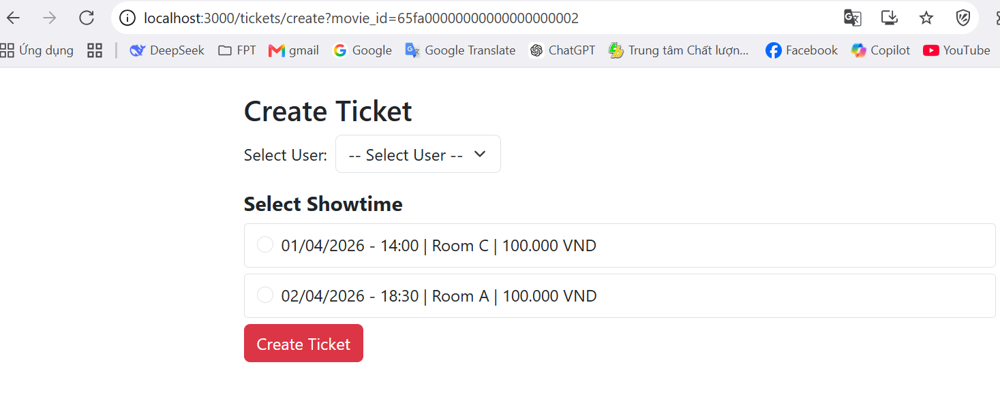 localhost:3000/tickets/create?movie_id=65fa00000000000000000002
Ứng dụng DeepSeek FPT gmail Google Google Translate ChatGPT Trung tâm Chất lượn... Facebook Copilot YouTube
Create Ticket
Select User: -- Select User --
Select Showtime
01/04/2026 - 14:00 | Room C | 100.000 VND
02/04/2026 - 18:30 | Room A | 100.000 VND
Create Ticket